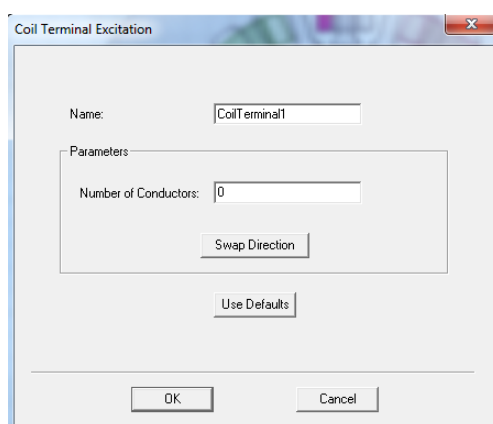 Coil Terminal Excitation
Name: CoilTerminal1
Parameters
Number of Conductors: 0
Swap Direction
Use Defaults
OK Cancel